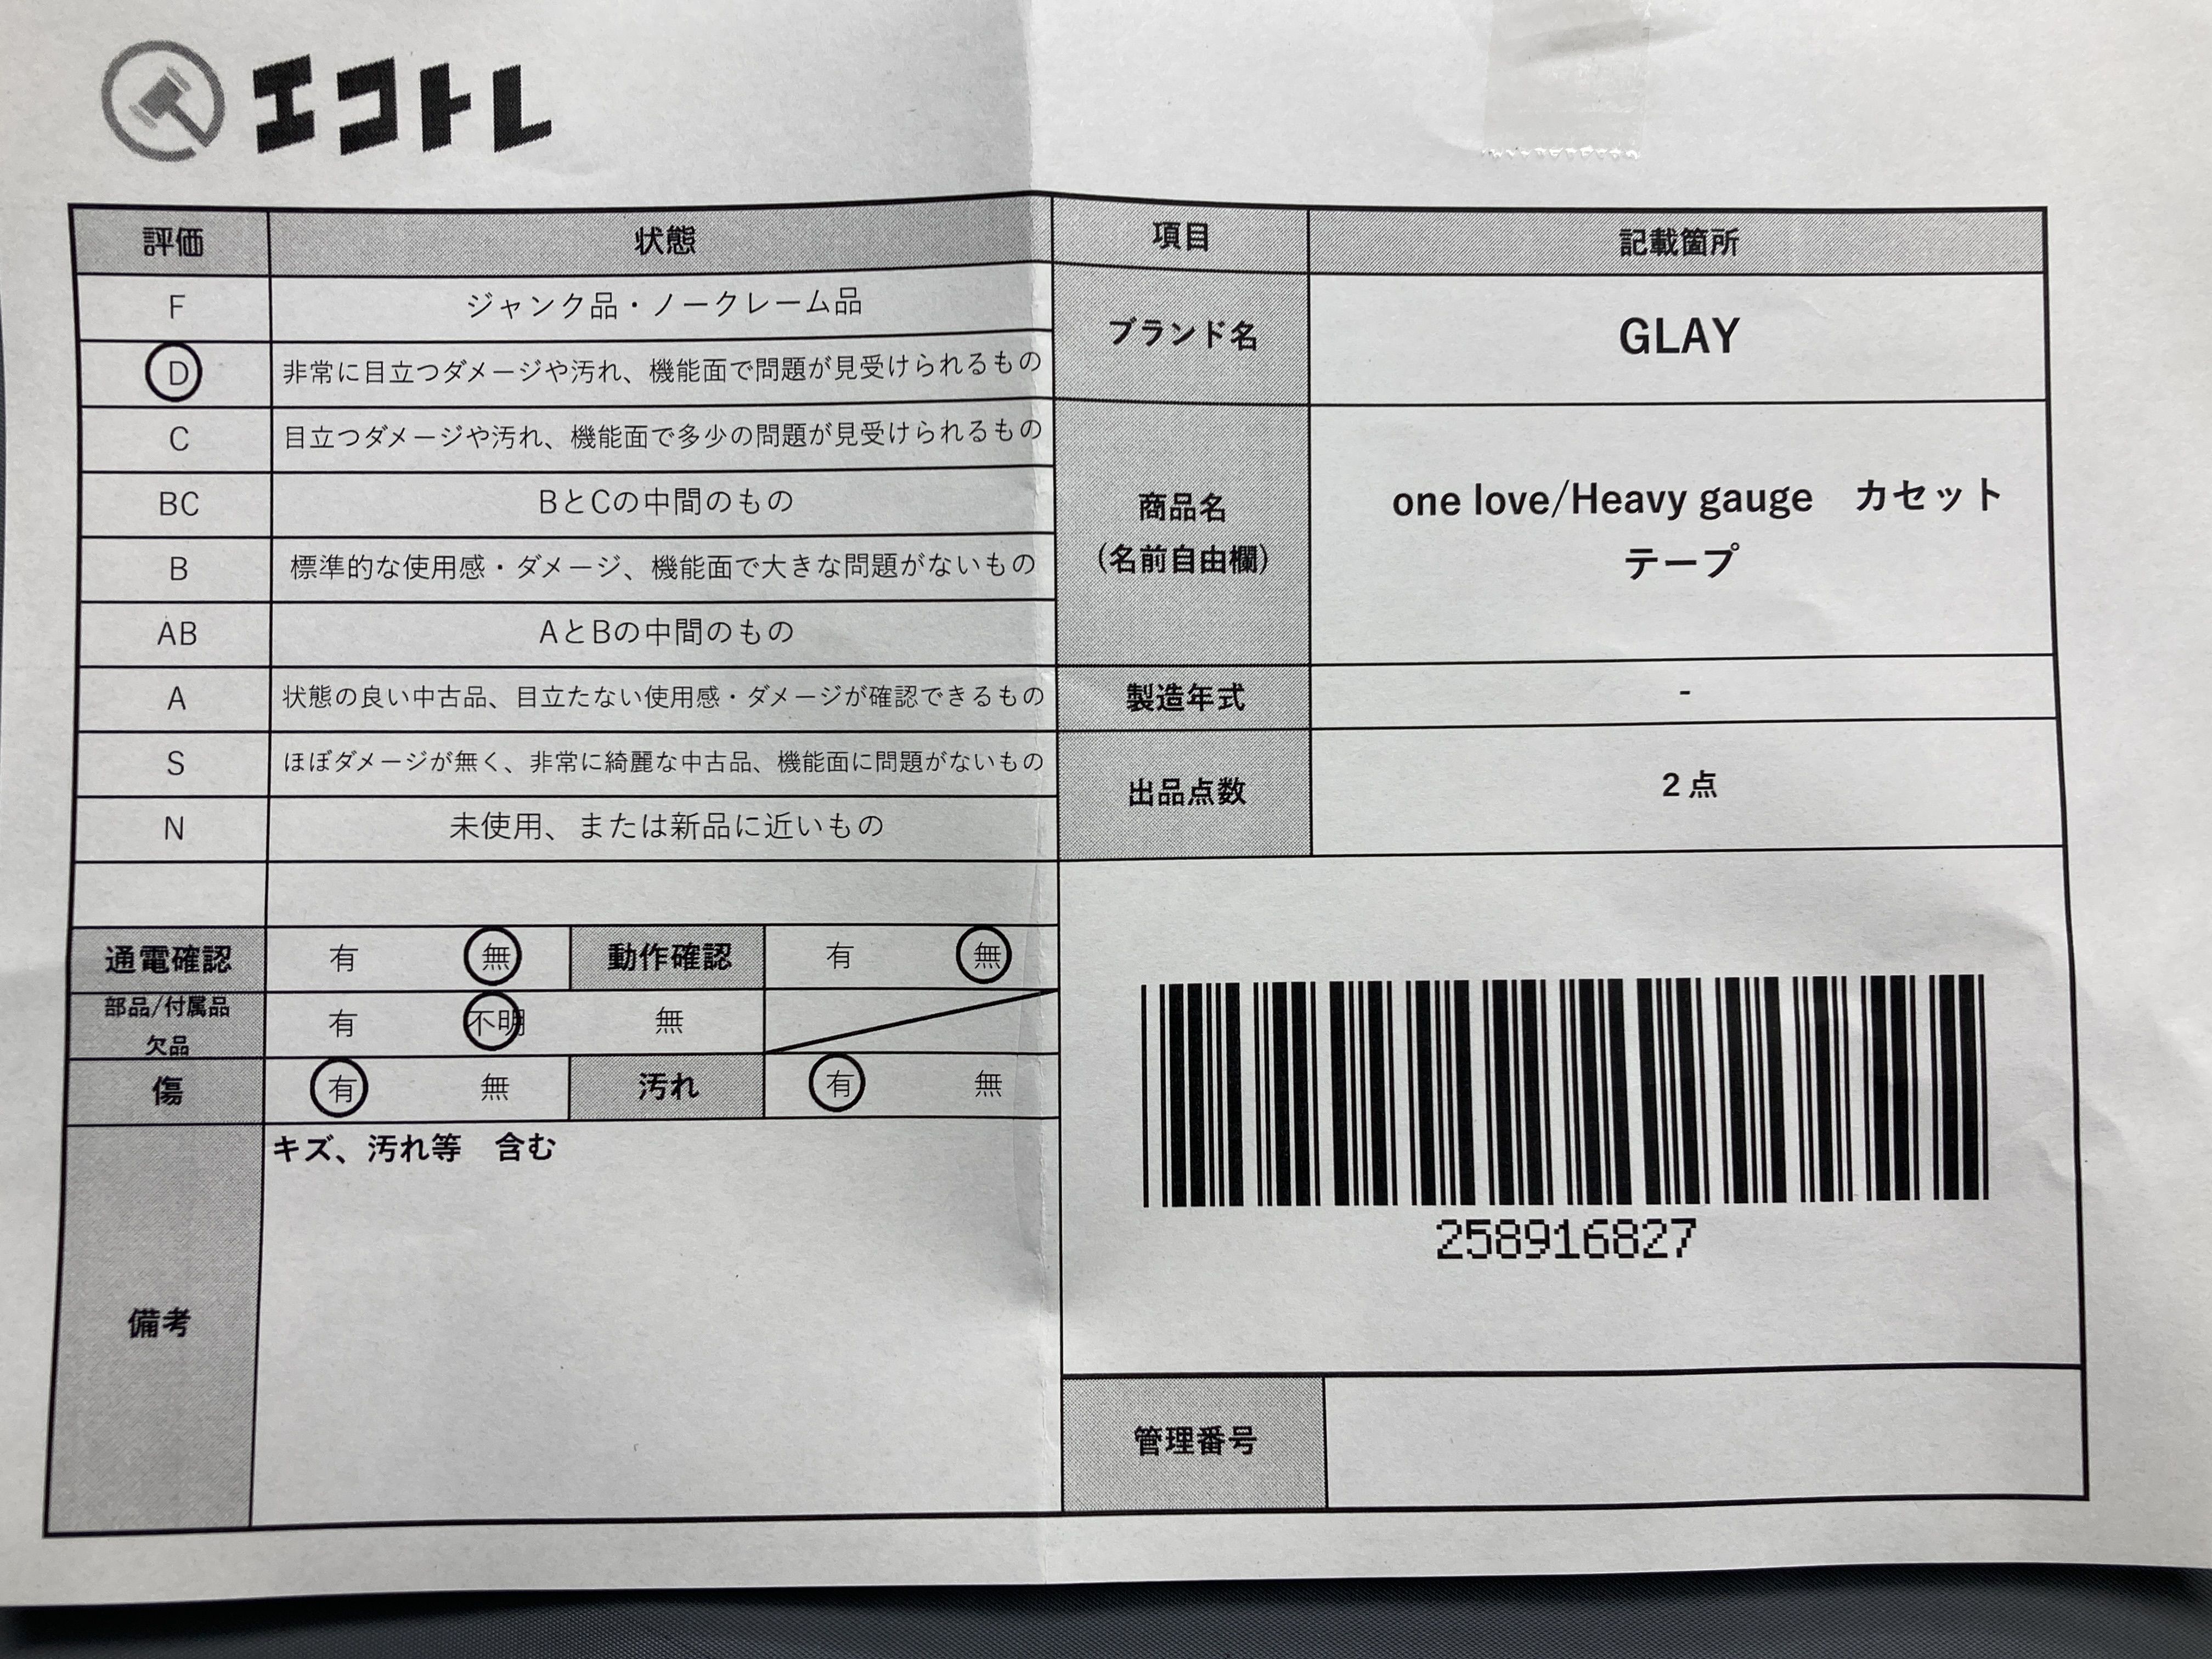 エコトレ
評価 状態
F ジャンク品・ノークレーム品
D 非常に目立つダメージや汚れ、機能面で問題が見受けられるもの
C 目立つダメージや汚れ、機能面で多少の問題が見受けられるもの
BC BとCの中間のもの
B 標準的な使用感・ダメージ、機能面で大きな問題がないもの
AB AとBの中間のもの
A 状態の良い中古品、目立たない使用感・ダメージが確認できるもの
S ほぼダメージが無く、非常に綺麗な中古品、機能面に問題がないもの
N 未使用、または新品に近いもの
通電確認 有 無 動作確認 有 無
部品/付属品
欠品 有 不明 無
傷 有 無 汚れ 有 無
備考 キズ、汚れ等　含む
項目 記載箇所
ブランド名 GLAY
商品名
(名前自由欄)
one love/Heavy gauge　カセット
テープ
製造年式 -
出品点数 2点
258916827
管理番号